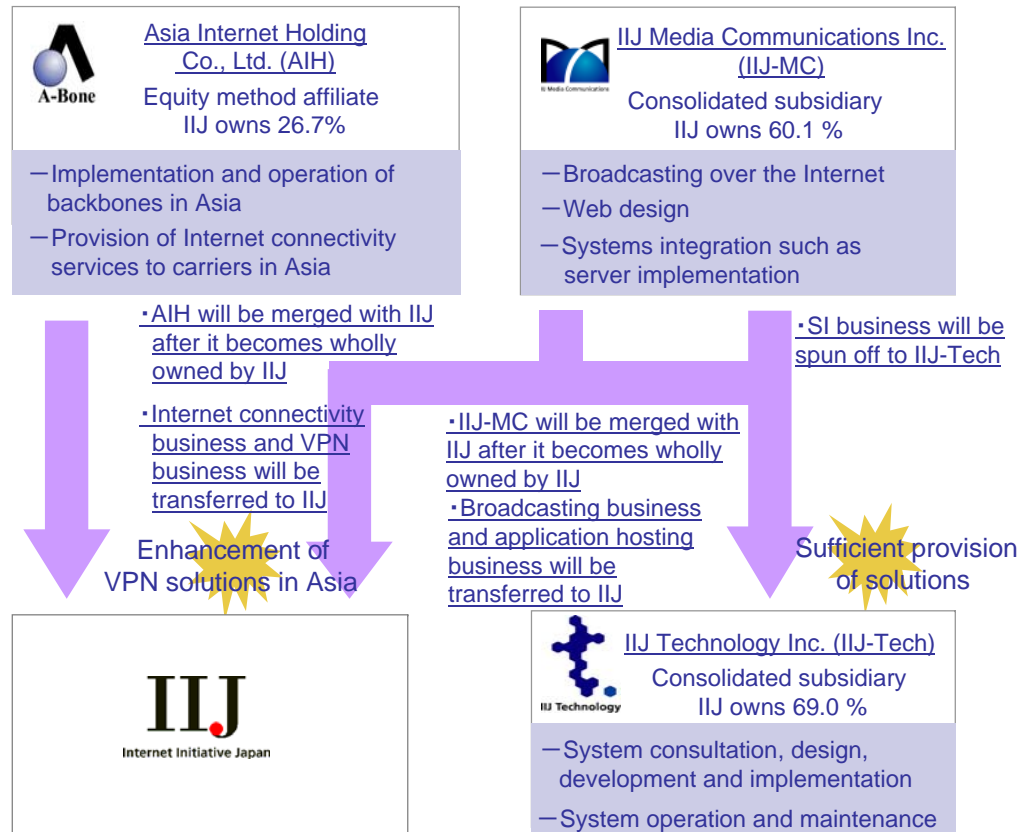 A-Bone
Asia Internet Holding
Co., Ltd. (AIH)
Equity method affiliate
IIJ owns 26.7%
－Implementation and operation of
backbones in Asia
－Provision of Internet connectivity
services to carriers in Asia
IIJ Media Communications
IIJ Media Communications Inc.
(IIJ-MC)
Consolidated subsidiary
IIJ owns 60.1 %
－Broadcasting over the Internet
－Web design
－Systems integration such as
server implementation
・AIH will be merged with IIJ
after it becomes wholly
owned by IIJ
・Internet connectivity
business and VPN
business will be
transferred to IIJ
・IIJ-MC will be merged with
IIJ after it becomes wholly
owned by IIJ
・Broadcasting business
and application hosting
business will be
transferred to IIJ
・SI business will be
spun off to IIJ-Tech
Enhancement of
VPN solutions in Asia
Sufficient provision
of solutions
IIJ
Internet Initiative Japan
IIJ Technology
IIJ Technology Inc. (IIJ-Tech)
Consolidated subsidiary
IIJ owns 69.0 %
－System consultation, design,
development and implementation
－System operation and maintenance